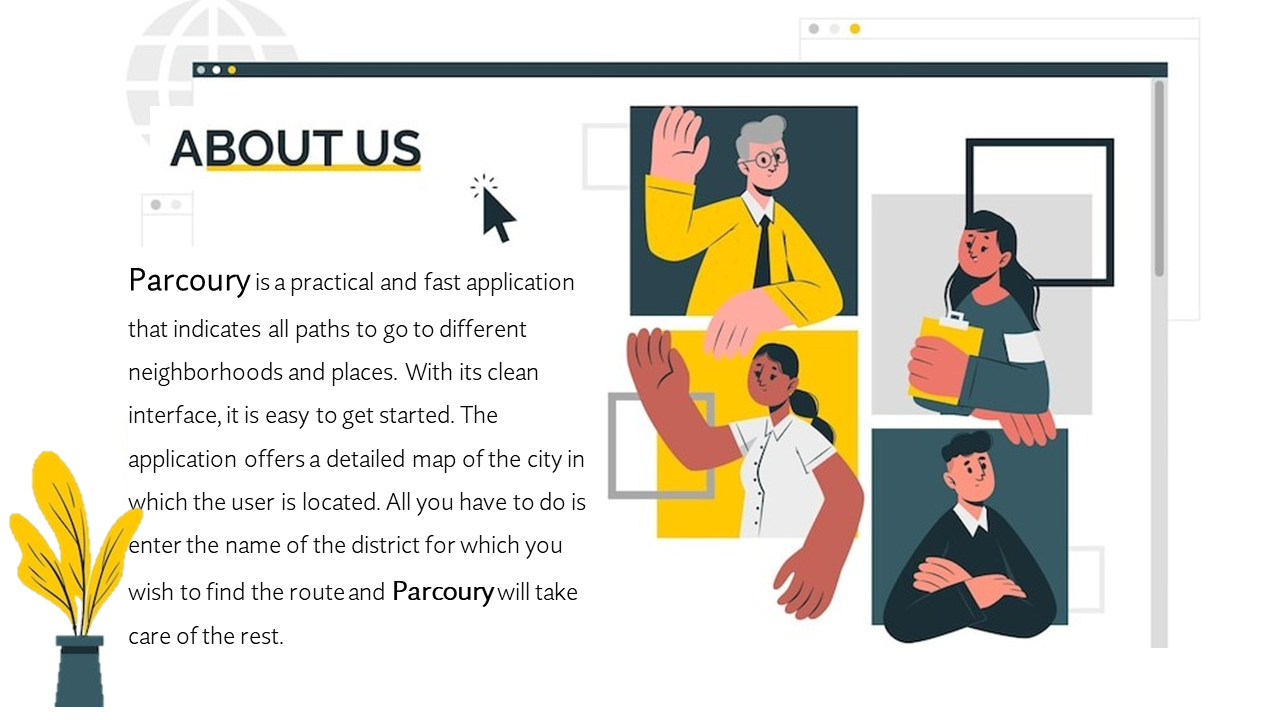 ABOUT US
Parcoury is a practical and fast application
that indicates all paths to go to different
neighborhoods and places. With its clean
interface, it is easy to get started. The
application offers a detailed map of the city in
which the user is located. All you have to do is
enter the name of the district for which you
wish to find the route and Parcoury will take
care of the rest.